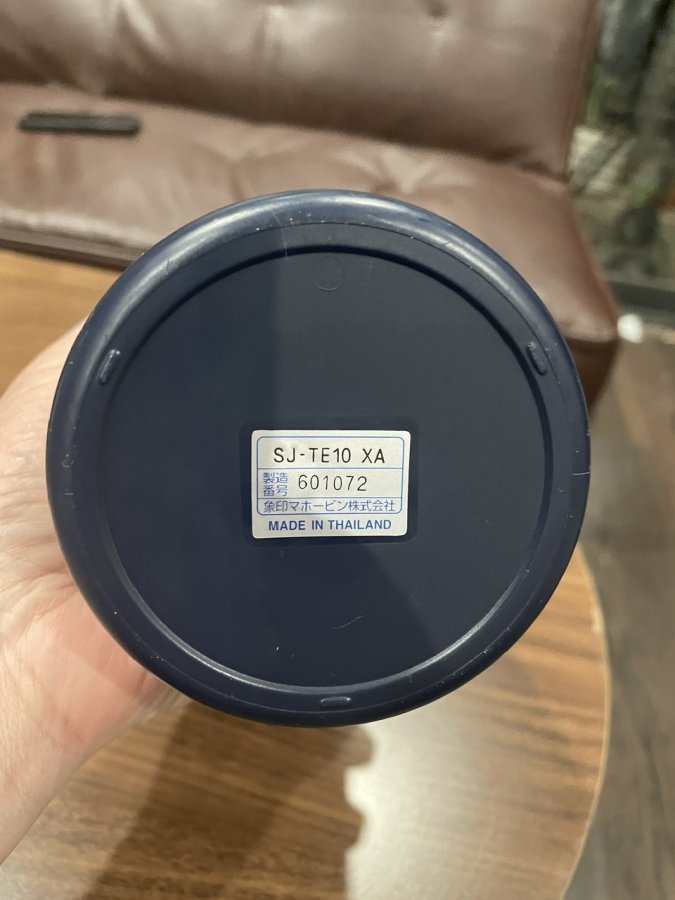 SJ-TE10 XA
製造
番号 601072
象印マホービン株式会社
MADE IN THAILAND